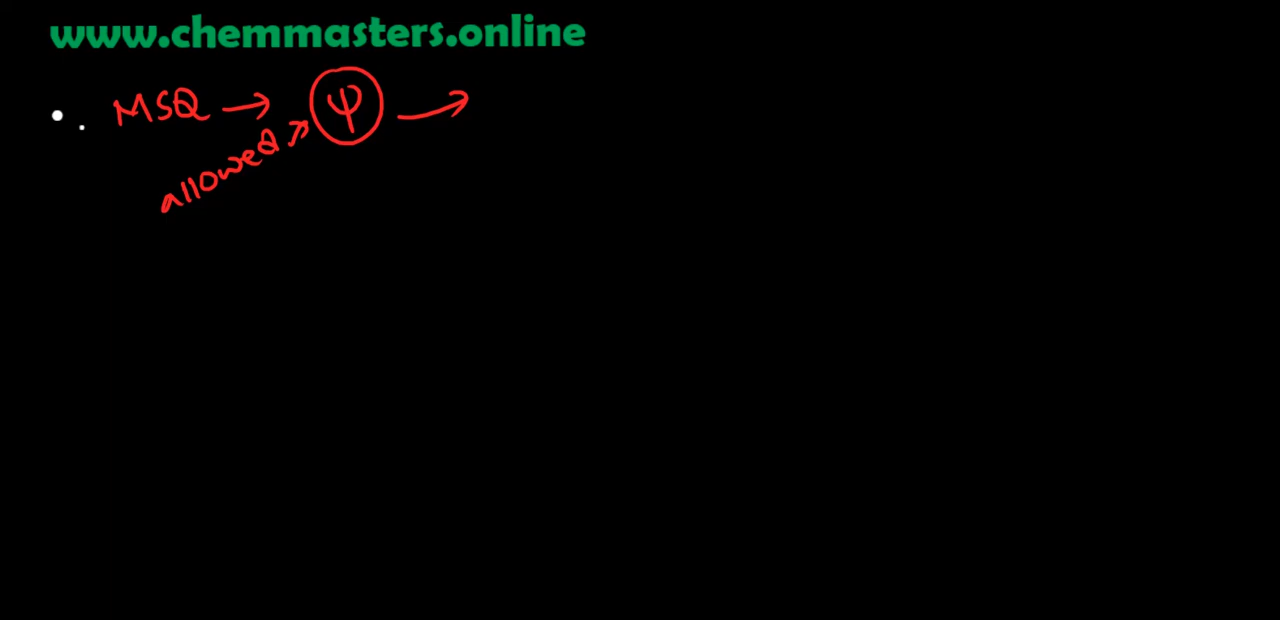 www.chemmasters.online
MSQ → ψ →
allowed ↗